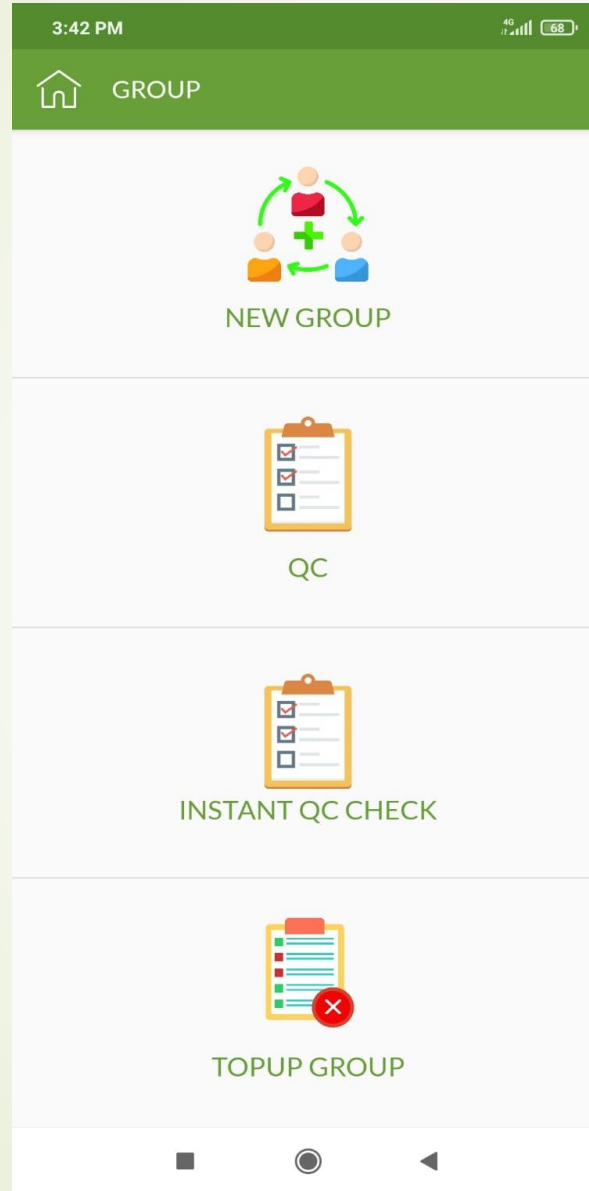 3:42 PM
4G
68
GROUP
NEW GROUP
QC
INSTANT QC CHECK
TOPUP GROUP